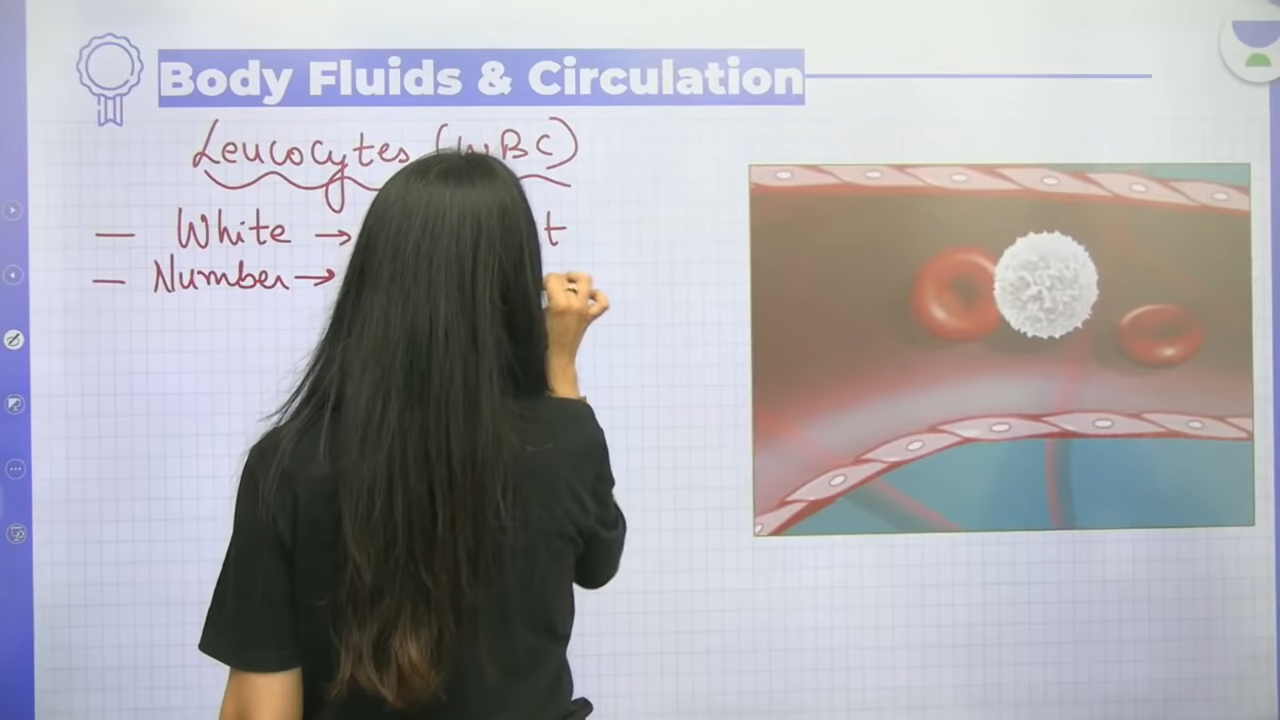 Body Fluids & Circulation
Leucocytes (WBC)
— White →
— Number →